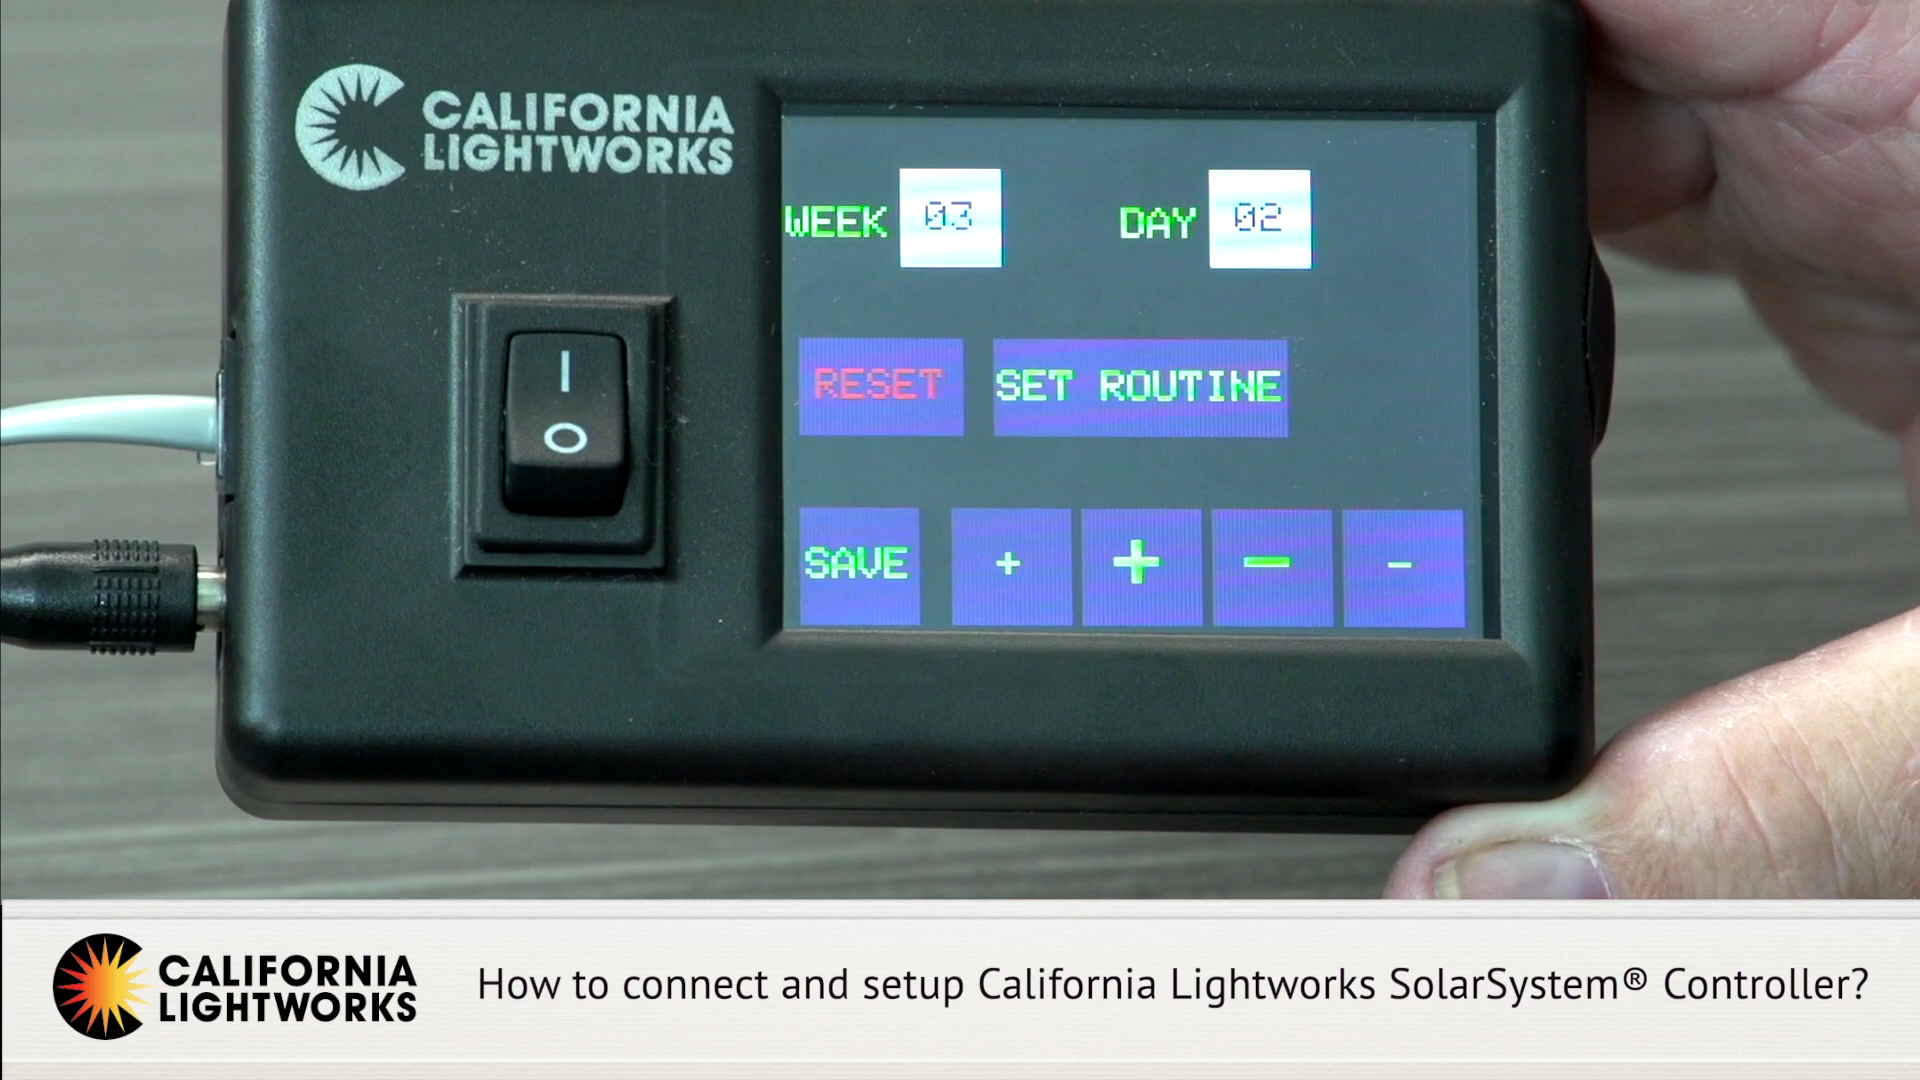 CALIFORNIA
LIGHTWORKS
WEEK 03 DAY 02
I
O
RESET SET ROUTINE
SAVE + + - -
CALIFORNIA
LIGHTWORKS
How to connect and setup California Lightworks SolarSystem® Controller?